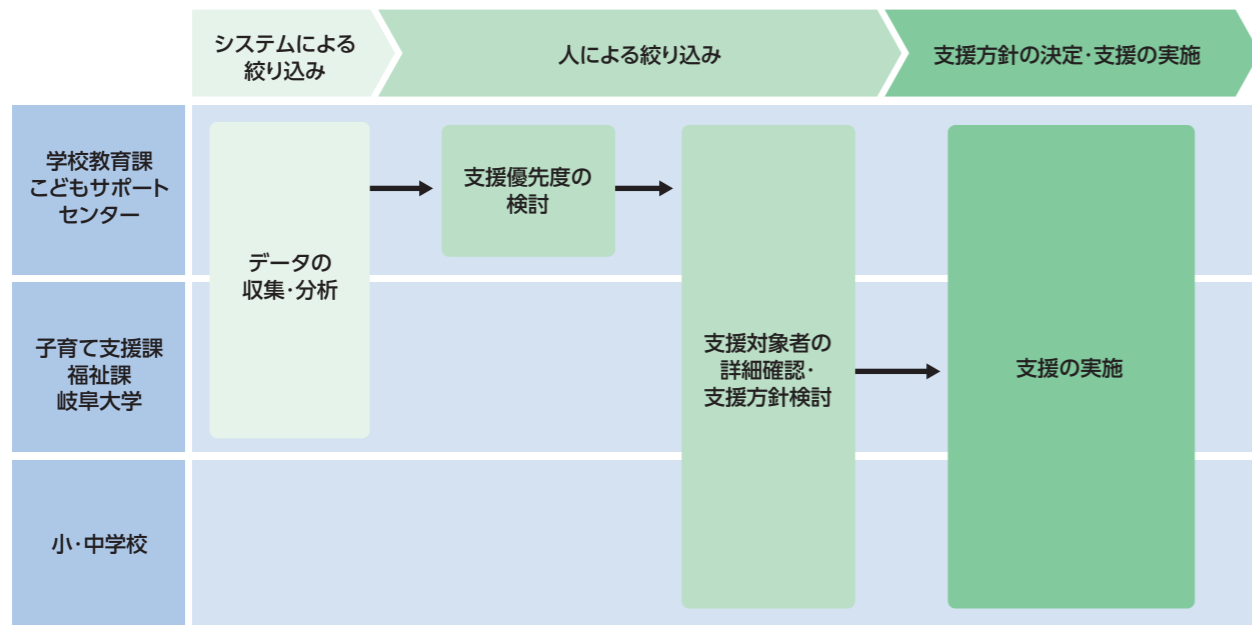 システムによる
絞り込み
人による絞り込み
支援方針の決定･支援の実施
学校教育課
こどもサポート
センター
データの
収集･分析
支援優先度の
検討
子育て支援課
福祉課
岐阜大学
支援対象者の
詳細確認･
支援方針検討
支援の実施
小･中学校